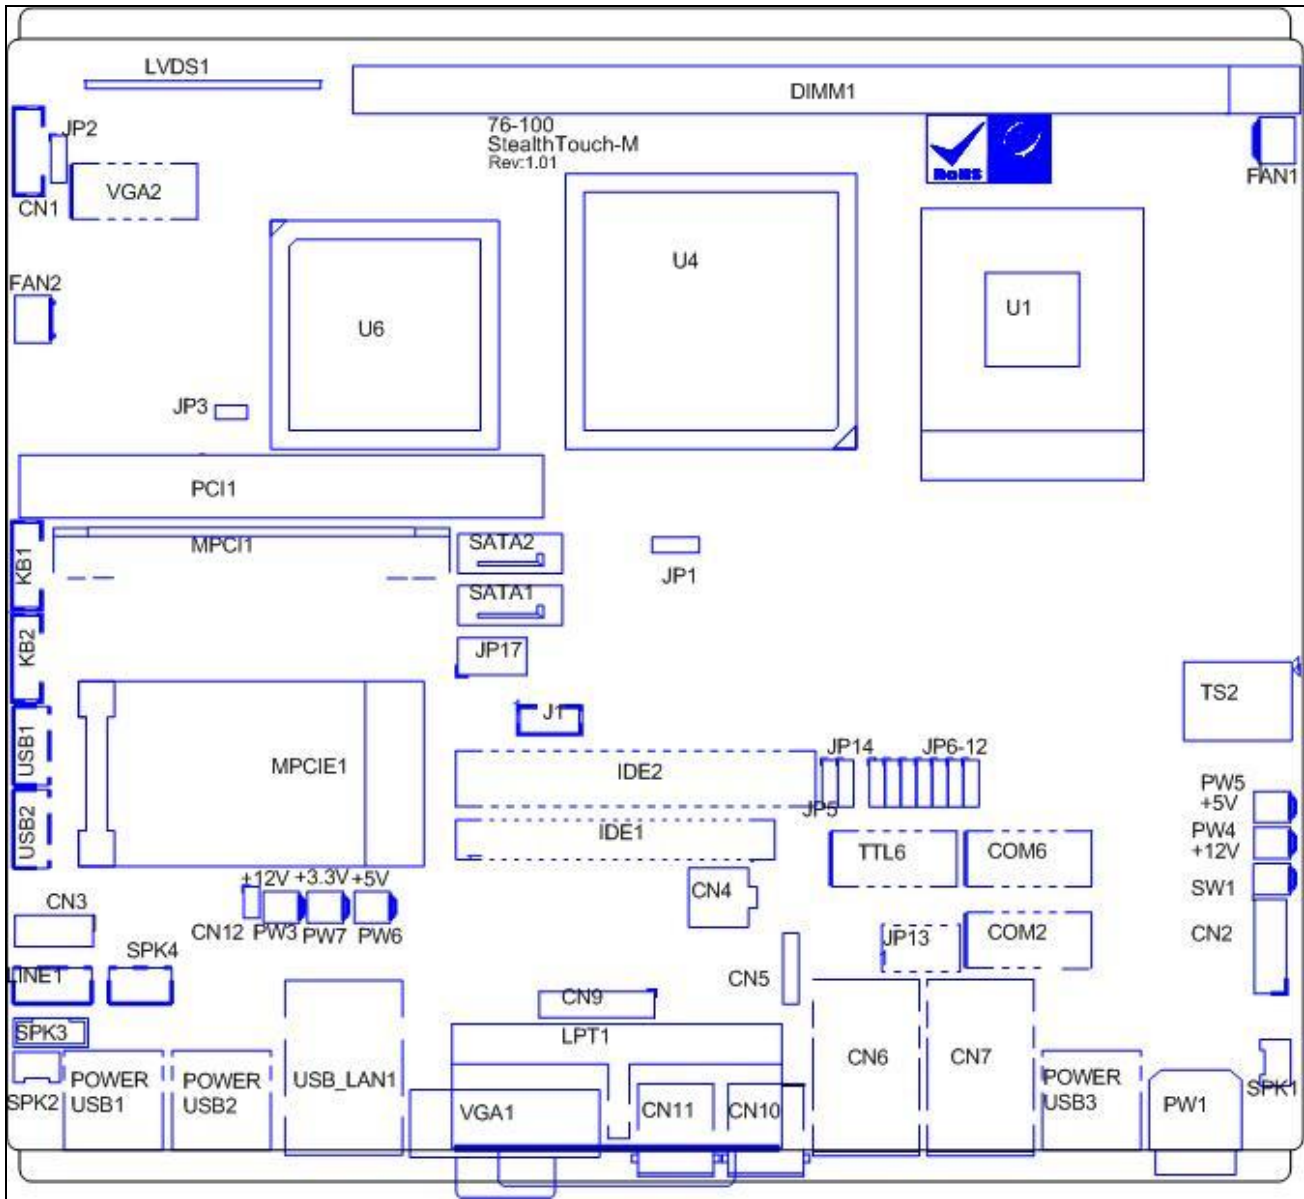 LVDS1
DIMM1
JP2
76-100
StealthTouch-M
Rev:1.01
RoHS
FAN1
VGA2
CN1
FAN2
U4
U6
U1
JP3
PCI1
MPCI1
SATA2
KB1
JP1
SATA1
KB2
JP17
TS2
J1
USB1
MPCIE1
IDE2
JP14
JP6-12
JP5
PW5
+5V
USB2
IDE1
TTL6
COM6
PW4
+12V
+12V +3.3V +5V
CN4
SW1
CN3
CN12 PW3 PW7 PW6
JP13
COM2
CN2
SPK4
LINE1
CN5
CN9
SPK3
LPT1
CN6
CN7
POWER
USB1
POWER
USB2
USB_LAN1
POWER
USB3
SPK2
VGA1
CN11
CN10
PW1
SPK1